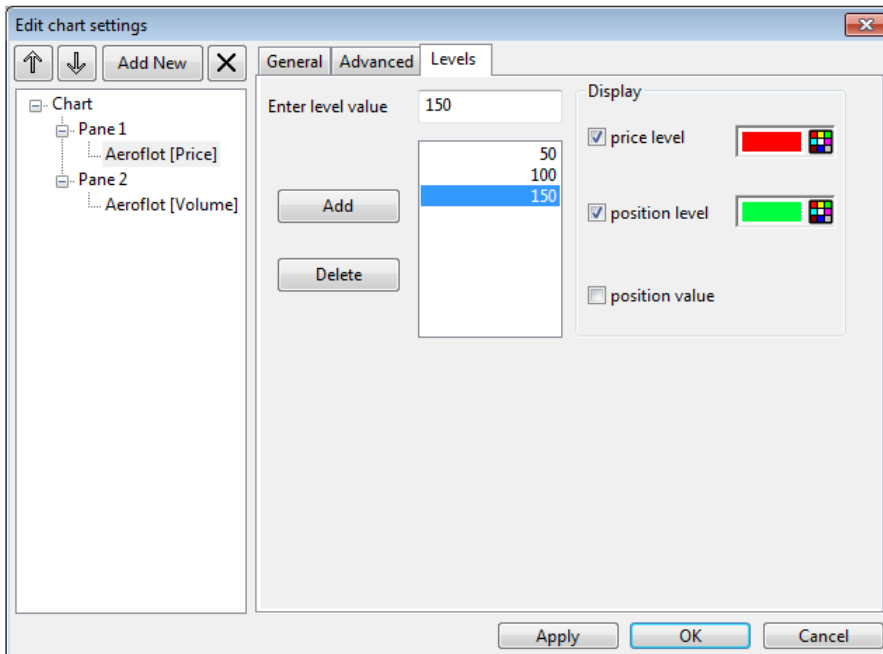 Edit chart settings
Add New
General Advanced Levels
Chart
Pane 1
Aeroflot [Price]
Pane 2
Aeroflot [Volume]
Enter level value 150
50
100
150
Add
Delete
Display
price level
position level
position value
Apply OK Cancel